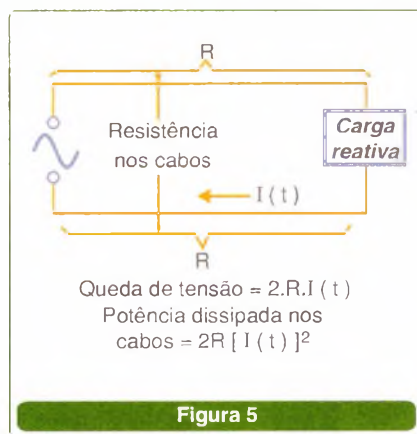 R
Resistência
nos cabos
Carga
reativa
I ( t )
R
Queda de tensão = 2.R.I ( t )
Potência dissipada nos
cabos = 2R [ I ( t ) ]²
Figura 5